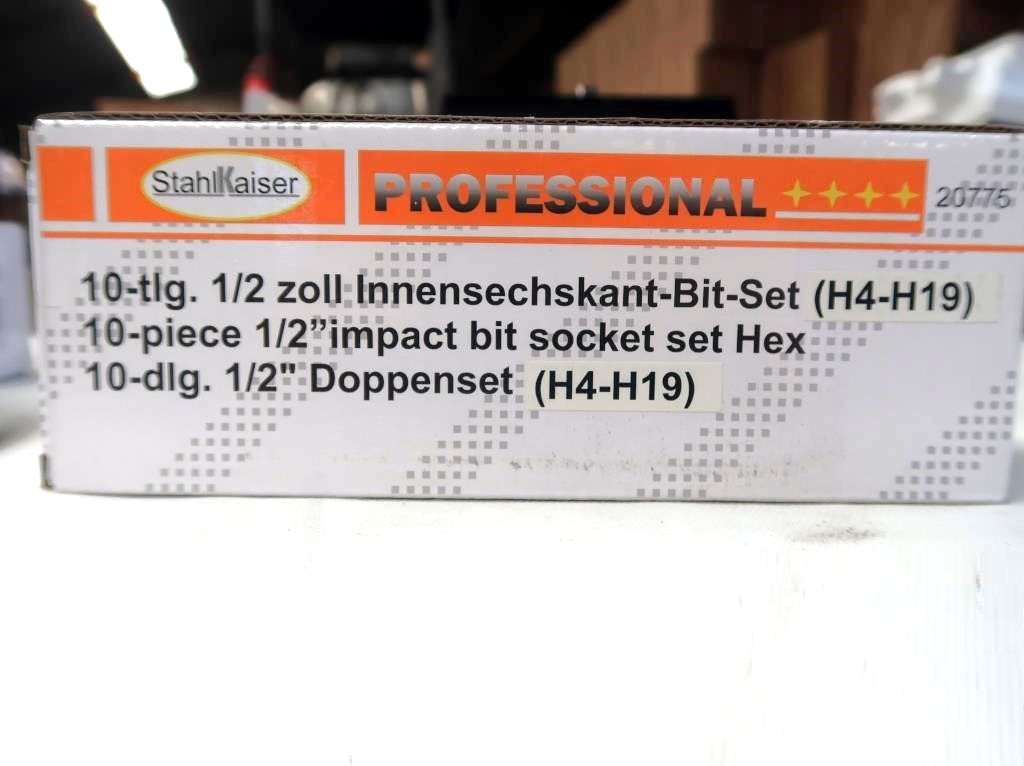 StahlKaiser PROFESSIONAL 20775
10-tlg. 1/2 zoll Innensechskant-Bit-Set (H4-H19)
10-piece 1/2”impact bit socket set Hex
10-dlg. 1/2" Doppenset (H4-H19)